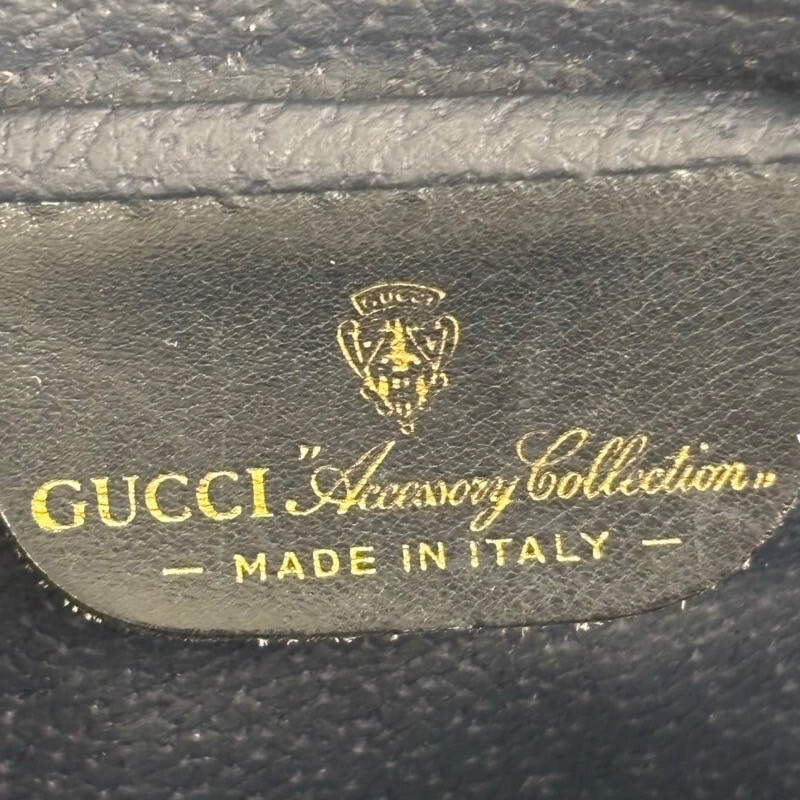 GUCCI
GUCCI "Accessory Collection"
— MADE IN ITALY —